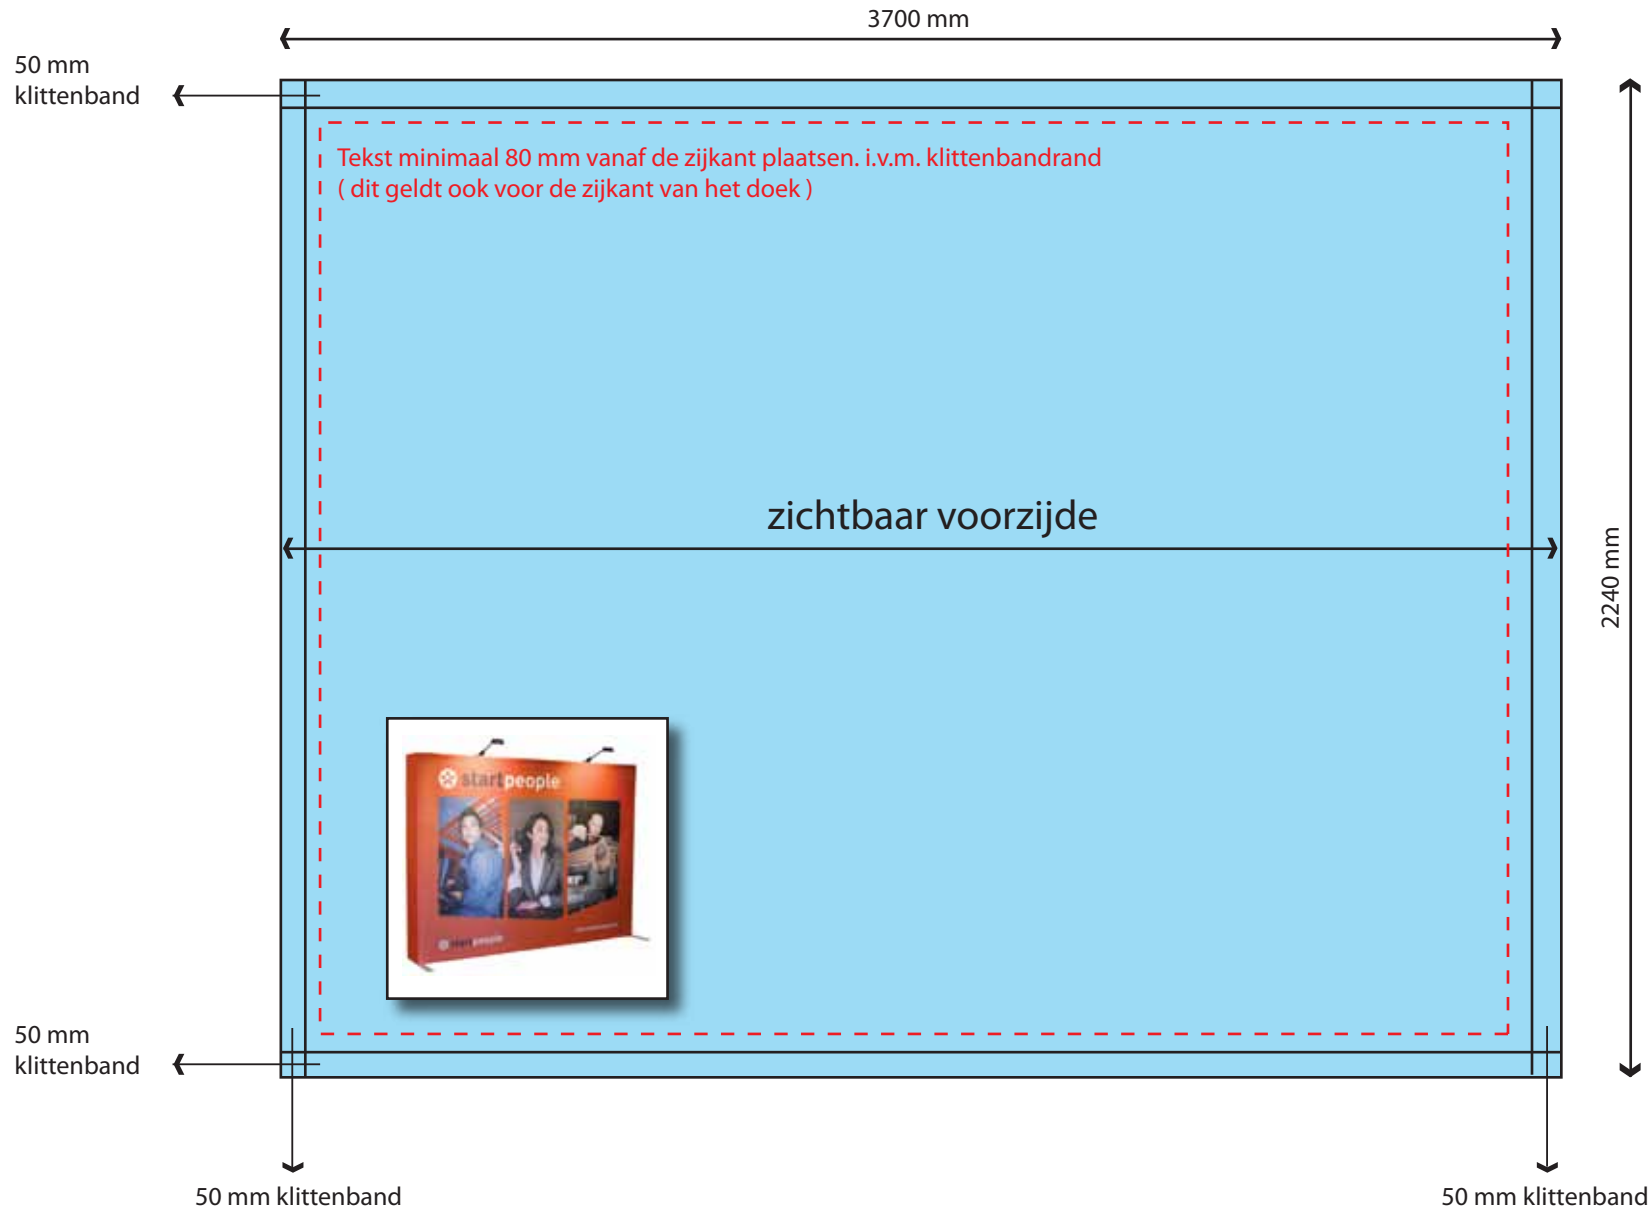 3700 mm
50 mm
klittenband
Tekst minimaal 80 mm vanaf de zijkant plaatsen. i.v.m. klittenbandrand
( dit geldt ook voor de zijkant van het doek )
zichtbaar voorzijde
2240 mm
startpeople
startpeople
50 mm
klittenband
50 mm klittenband
50 mm klittenband